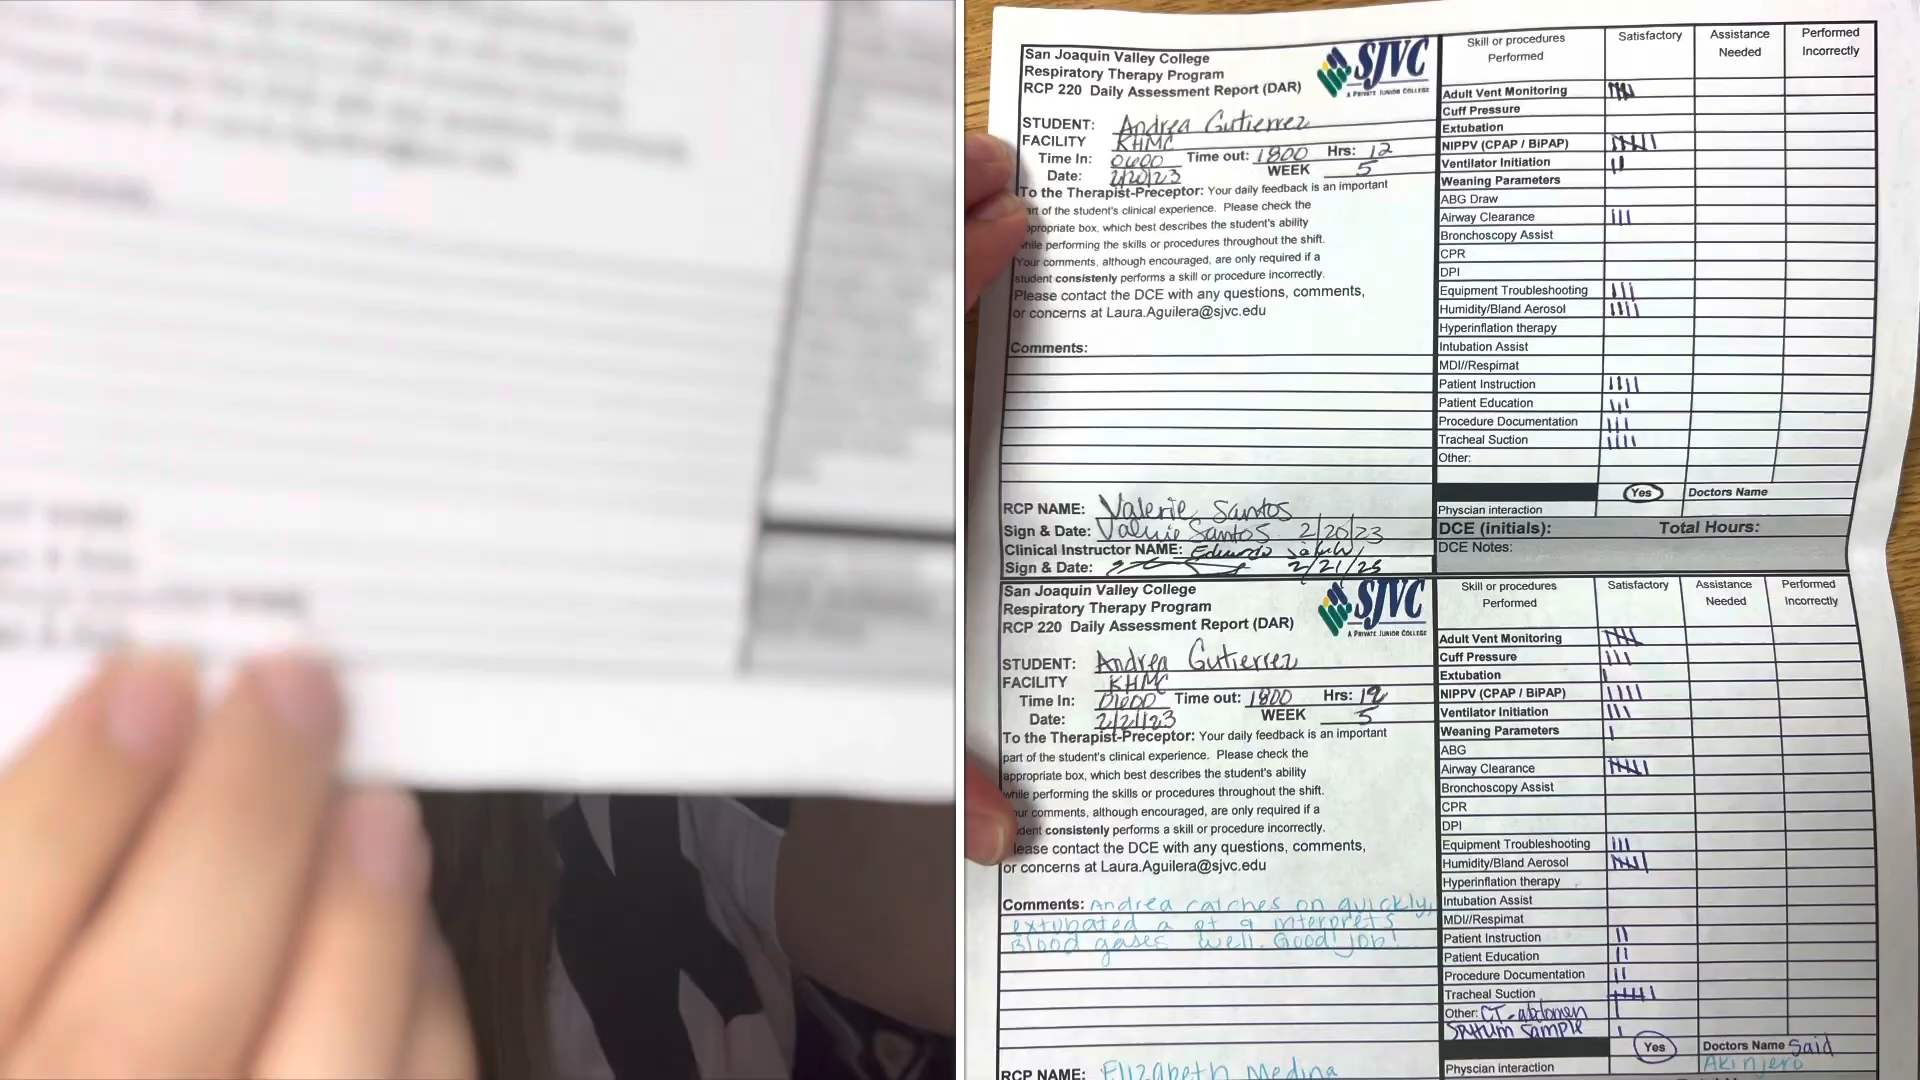 San Joaquin Valley College
Respiratory Therapy Program
RCP 220 Daily Assessment Report (DAR)
SJVC
A PRIVATE JUNIOR COLLEGE
STUDENT: Andrea Gutierrez
FACILITY KHMC
Time In: 0600 Time out: 1800 Hrs: 12
Date: 2/20/23 WEEK 5
To the Therapist-Preceptor: Your daily feedback is an important
art of the student's clinical experience. Please check the
propriate box, which best describes the student's ability
while performing the skills or procedures throughout the shift.
Your comments, although encouraged, are only required if a
student consistenly performs a skill or procedure incorrectly.
Please contact the DCE with any questions, comments,
or concerns at Laura.Aguilera@sjvc.edu
Comments:
RCP NAME: Valerie Santos
Sign & Date: Valerie Santos 2/20/23
Clinical Instructor NAME: Eduardo
Sign & Date: 2/21/23
Skill or procedures Performed Satisfactory Assistance Needed Performed Incorrectly
Adult Vent Monitoring
Cuff Pressure
Extubation
NIPPV (CPAP / BiPAP)
Ventilator Initiation
Weaning Parameters
ABG Draw
Airway Clearance
Bronchoscopy Assist
CPR
DPI
Equipment Troubleshooting
Humidity/Bland Aerosol
Hyperinflation therapy
Intubation Assist
MDI//Respimat
Patient Instruction
Patient Education
Procedure Documentation
Tracheal Suction
Other:
Yes Doctors Name
Physcian interaction
DCE (initials): Total Hours:
DCE Notes:
San Joaquin Valley College
Respiratory Therapy Program
RCP 220 Daily Assessment Report (DAR)
SJVC
A PRIVATE JUNIOR COLLEGE
STUDENT: Andrea Gutierrez
FACILITY KHMC
Time In: 0600 Time out: 1800 Hrs: 12
Date: 2/21/23 WEEK 5
To the Therapist-Preceptor: Your daily feedback is an important
part of the student's clinical experience. Please check the
appropriate box, which best describes the student's ability
while performing the skills or procedures throughout the shift.
ur comments, although encouraged, are only required if a
dent consistenly performs a skill or procedure incorrectly.
lease contact the DCE with any questions, comments,
or concerns at Laura.Aguilera@sjvc.edu
Comments: Andrea catches on quickly,
extubated a pt & interprets
Blood gases well. Good job!
RCP NAME: Elizabeth Medina
Skill or procedures Performed Satisfactory Assistance Needed Performed Incorrectly
Adult Vent Monitoring
Cuff Pressure
Extubation
NIPPV (CPAP / BiPAP)
Ventilator Initiation
Weaning Parameters
ABG
Airway Clearance
Bronchoscopy Assist
CPR
DPI
Equipment Troubleshooting
Humidity/Bland Aerosol
Hyperinflation therapy
Intubation Assist
MDI//Respimat
Patient Instruction
Patient Education
Procedure Documentation
Tracheal Suction
Other: CT-abdomen
Sputum sample
Yes Doctors Name Said
Physcian interaction Akinjero